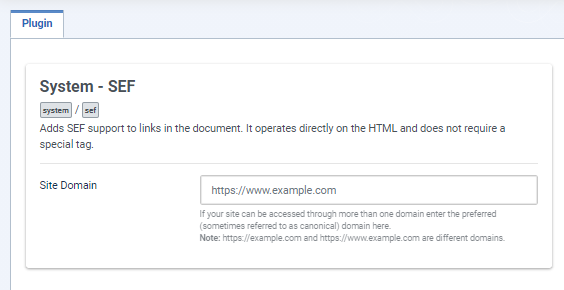 Plugin
System - SEF
system / sef
Adds SEF support to links in the document. It operates directly on the HTML and does not require a
special tag.
Site Domain
https://www.example.com
If your site can be accessed through more than one domain enter the preferred
(sometimes referred to as canonical) domain here.
Note: https://example.com and https://www.example.com are different domains.